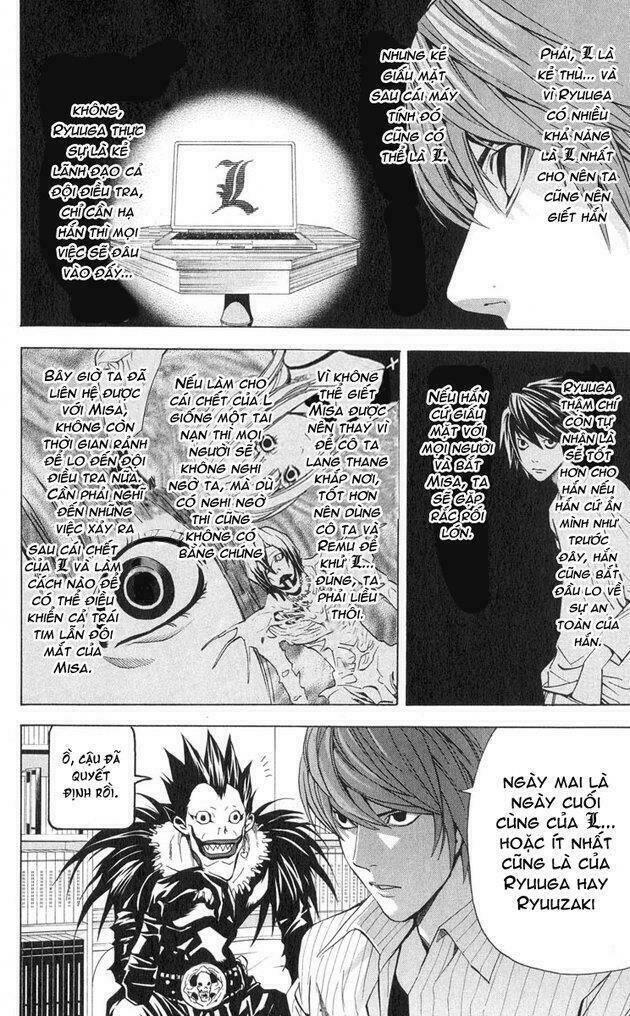 PHẢI, L LÀ
KẺ THÙ... VÀ
VÌ RYUUGA
CÓ NHIỀU
KHẢ NĂNG
LÀ L NHẤT
CHO NÊN TA
CŨNG NÊN
GIẾT HẮN
NHƯNG KẺ
GIẤU MẶT
SAU CÁI MÁY
TÍNH ĐÓ
CŨNG CÓ
THỂ LÀ L.
L
KHÔNG,
RYUUGA THỰC
SỰ LÀ KẺ
LÃNH ĐẠO CẢ
ĐỘI ĐIỀU TRA,
CHỈ CẦN HẠ
HẮN THÌ MỌI
VIỆC SẼ ĐÂU
VÀO ĐẤY...
RYUUGA
THẬM CHÍ
CÒN TỰ
NHẬN LÀ
SẼ TỐT
HƠN CHO
HẮN NẾU
HẮN CỨ ẨN
MÌNH NHƯ
TRƯỚC
ĐÂY, HẮN
CŨNG BẮT
ĐẦU LO VỀ
SỰ AN
TOÀN CỦA
HẮN.
NẾU HẮN
CỨ GIẤU
MẶT VỚI
MỌI NGƯỜI
VÀ BẮT
MISA, TA
SẼ GẶP
RẮC RỐI
LỚN.
VÌ KHÔNG
THỂ GIẾT
MISA ĐƯỢC
NÊN THAY VÌ
ĐỂ CÔ TA
LANG THANG
KHẮP NƠI,
TỐT HƠN
NÊN DÙNG
CÔ TA VÀ
REMU ĐỂ
KHỬ L...
ĐÚNG, TA
PHẢI LIỀU
THÔI.
NẾU LÀM CHO
CÁI CHẾT CỦA L
GIỐNG MỘT TAI
NẠN THÌ MỌI
NGƯỜI SẼ
KHÔNG NGHI
NGỜ TA, MÀ DÙ
CÓ NGHI NGỜ
THÌ CŨNG
KHÔNG CÓ
BẰNG CHỨNG
BÂY GIỜ TA ĐÃ
LIÊN HỆ ĐƯỢC
VỚI MISA,
KHÔNG CÒN
THỜI GIAN RẢNH
ĐỂ LO ĐẾN ĐỘI
ĐIỀU TRA NỮA.
CẦN PHẢI NGHĨ
ĐẾN NHỮNG
VIỆC XẢY RA
SAU CÁI CHẾT
CỦA L VÀ LÀM
CÁCH NÀO ĐỂ
CÓ THỂ ĐIỀU
KHIỂN CẢ TRÁI
TIM LẪN ĐÔI
MẮT CỦA
MISA.
NGÀY MAI LÀ
NGÀY CUỐI
CÙNG CỦA L...
HOẶC ÍT NHẤT
CŨNG LÀ CỦA
RYUUGA HAY
RYUUZAKI
Ồ, CẬU ĐÃ
QUYẾT
ĐỊNH RỒI.